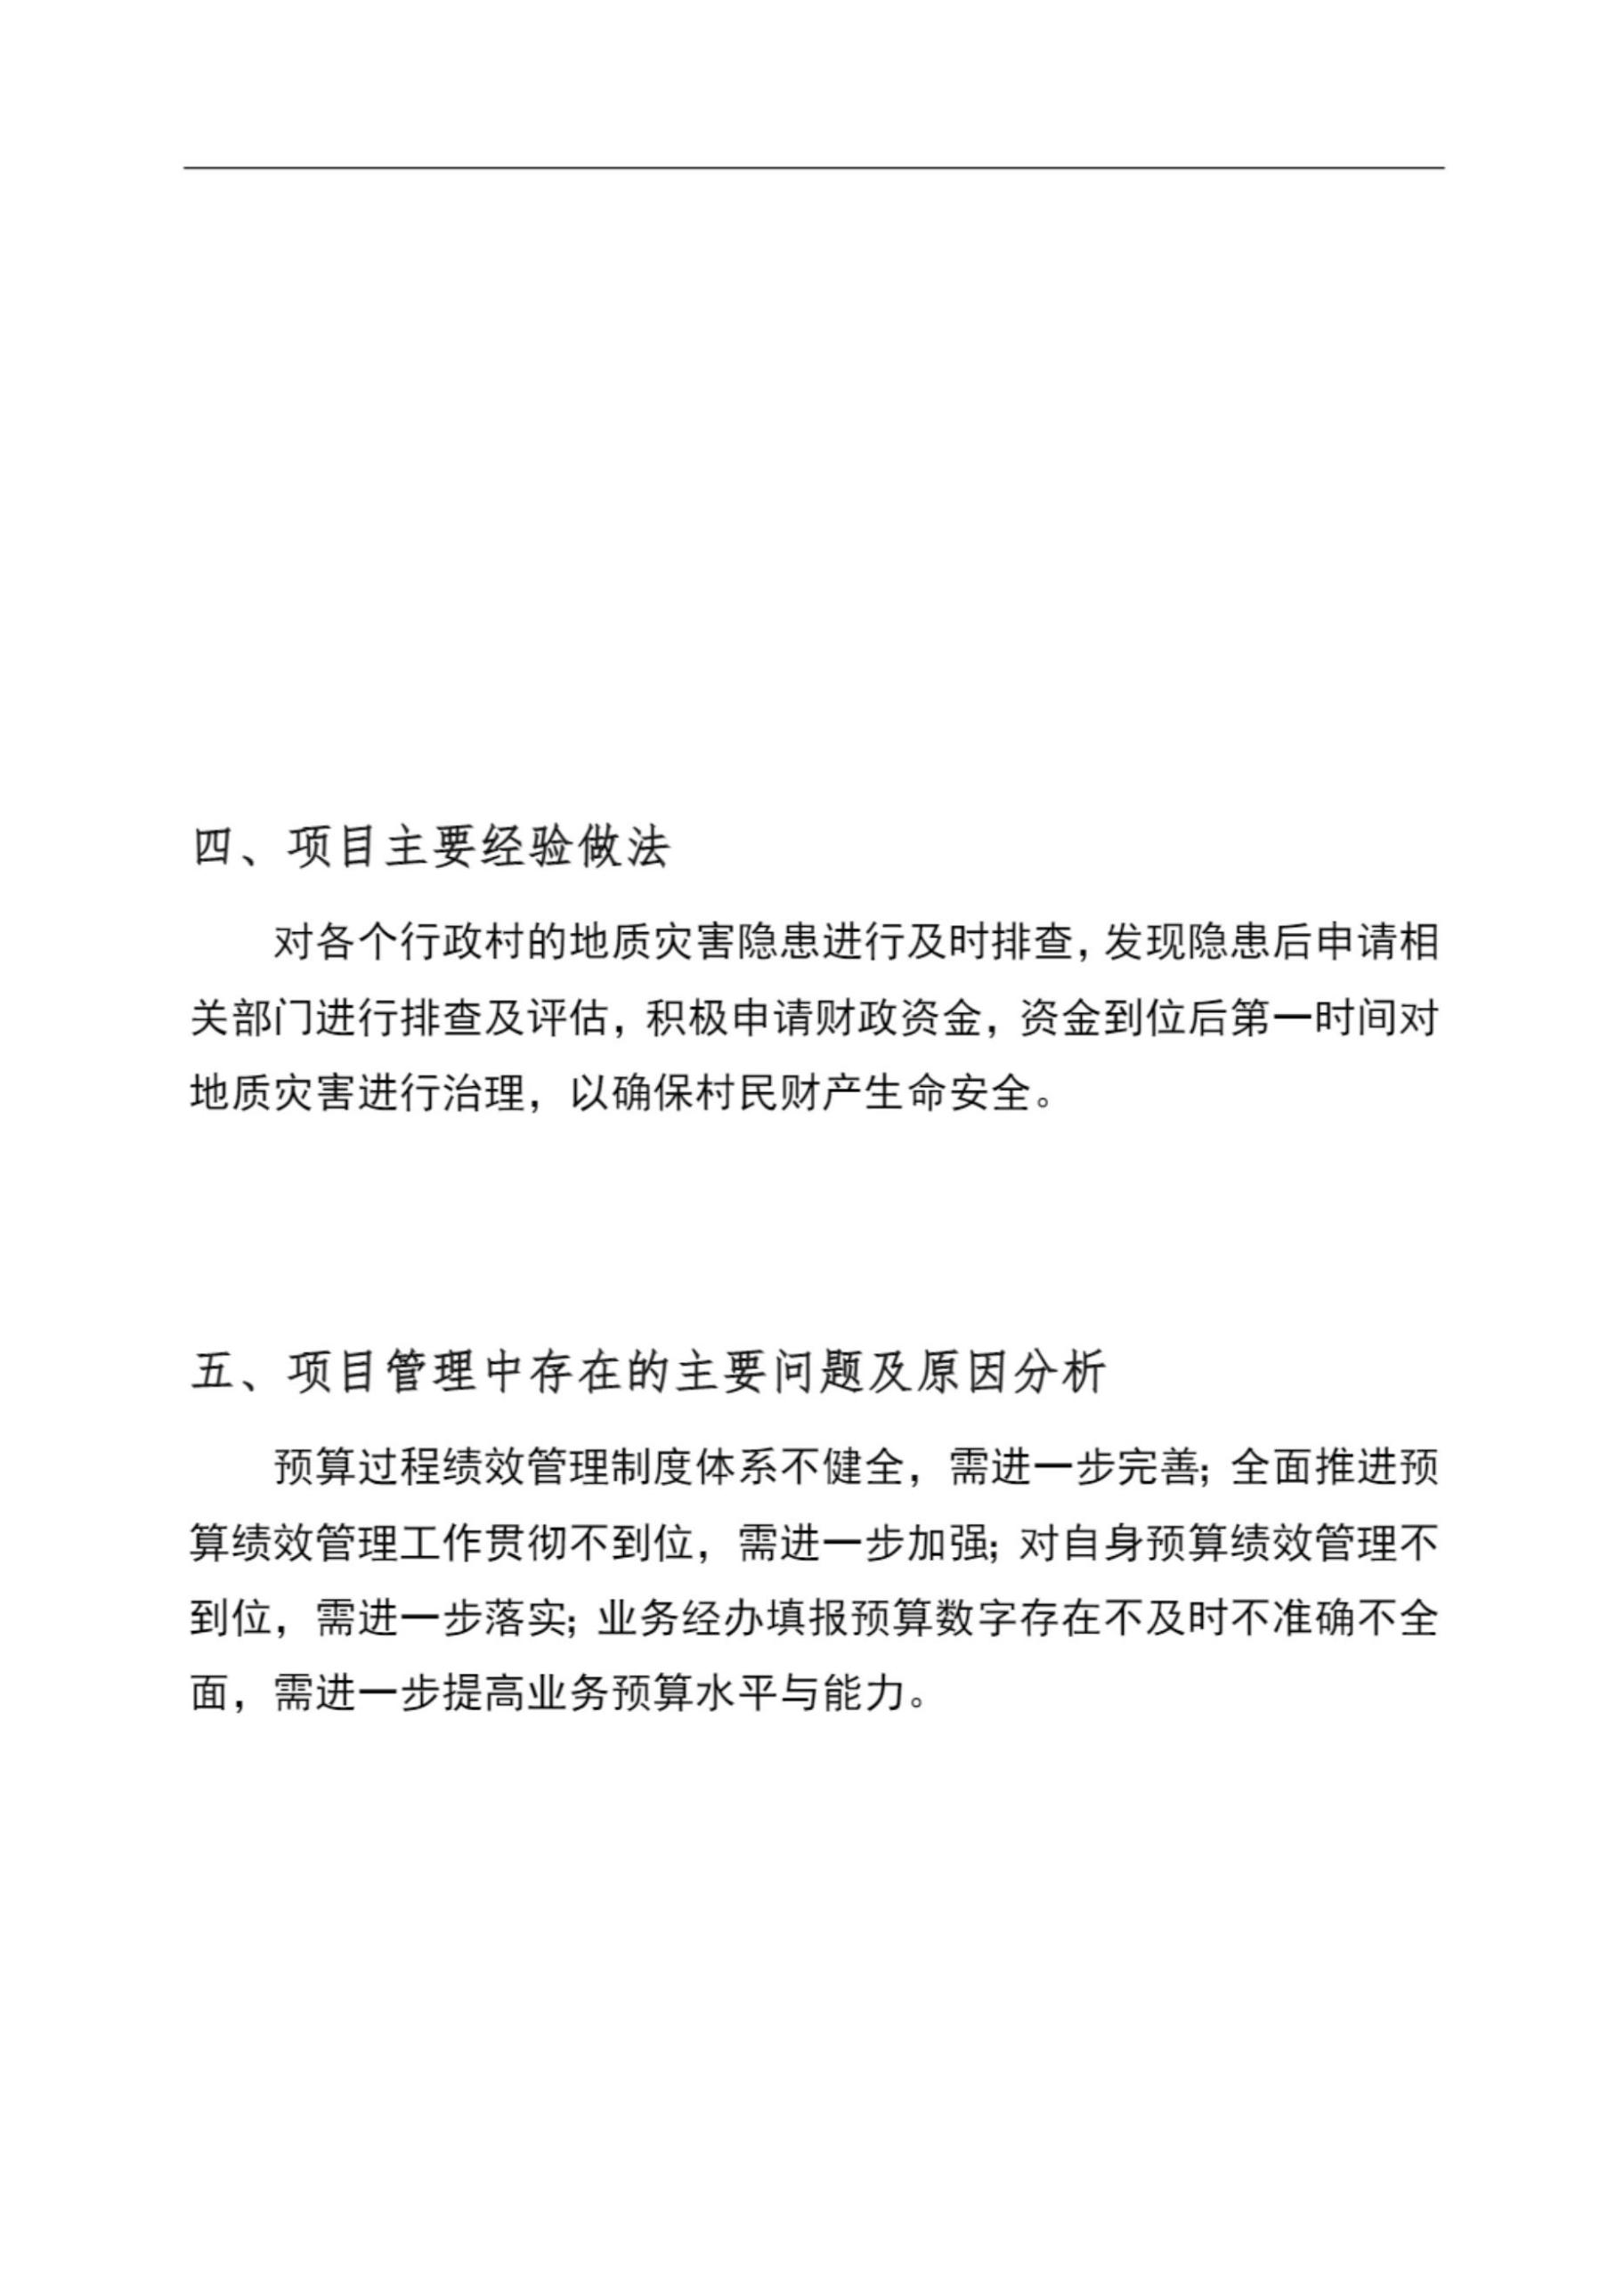 四、项目主要经验做法
对各个行政村的地质灾害隐患进行及时排查，发现隐患后申请相
关部门进行排查及评估，积极申请财政资金，资金到位后第一时间对
地质灾害进行治理，以确保村民财产生命安全。
五、项目管理中存在的主要问题及原因分析
预算过程绩效管理制度体系不健全，需进一步完善；全面推进预
算绩效管理工作贯彻不到位，需进一步加强；对自身预算绩效管理不
到位，需进一步落实；业务经办填报预算数字存在不及时不准确不全
面，需进一步提高业务预算水平与能力。